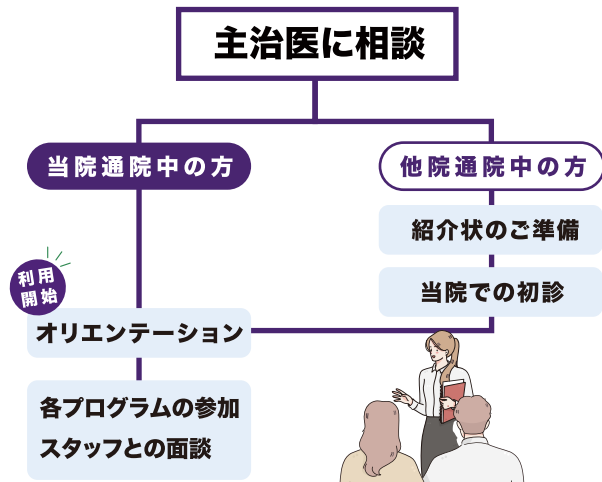 主治医に相談
当院通院中の方
他院通院中の方
紹介状のご準備
当院での初診
利用
開始
オリエンテーション
各プログラムの参加
スタッフとの面談